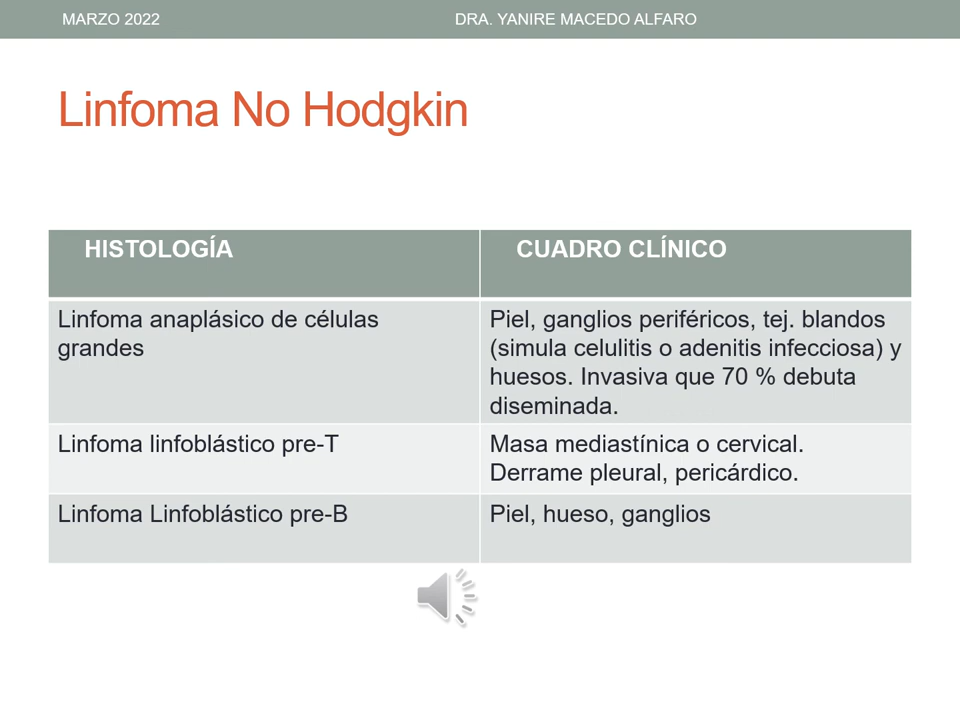 MARZO 2022
DRA. YANIRE MACEDO ALFARO
Linfoma No Hodgkin
HISTOLOGÍA
CUADRO CLÍNICO
Linfoma anaplásico de células
grandes
Piel, ganglios periféricos, tej. blandos
(simula celulitis o adenitis infecciosa) y
huesos. Invasiva que 70 % debuta
diseminada.
Linfoma linfoblástico pre-T
Masa mediastínica o cervical.
Derrame pleural, pericárdico.
Linfoma Linfoblástico pre-B
Piel, hueso, ganglios